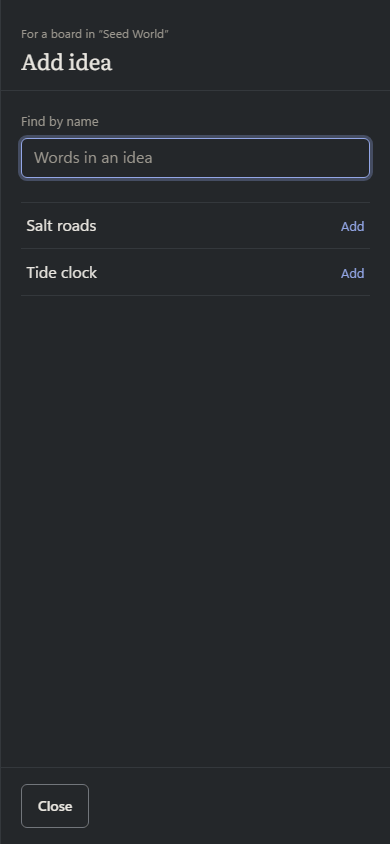 For a board in “Seed World”
Add idea
Find by name
Words in an idea
Salt roads
Add
Tide clock
Add
Close